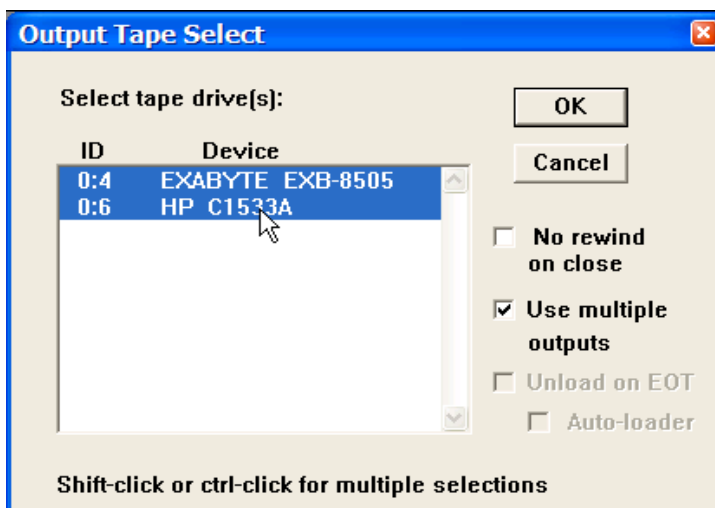 Output Tape Select
Select tape drive(s):
OK
ID Device
Cancel
0:4 EXABYTE EXB-8505
0:6 HP C1533A
No rewind
on close
Use multiple
outputs
Unload on EOT
Auto-loader
Shift-click or ctrl-click for multiple selections